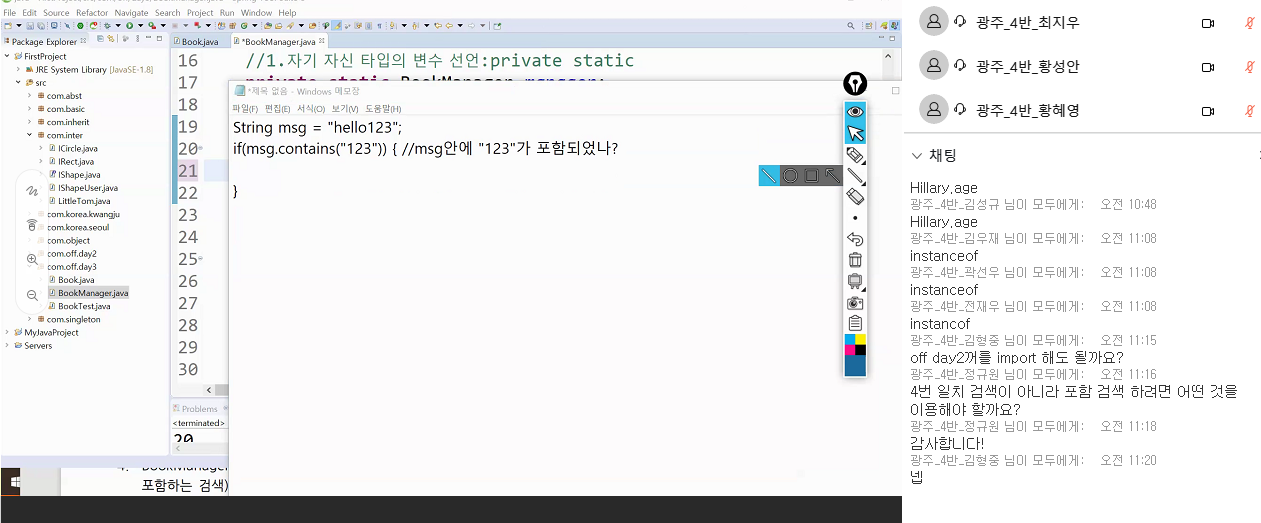 File Edit Source Refactor Navigate Search Project Run Window Help
Package Explorer
FirstProject
JRE System Library [JavaSE-1.8]
src
com.abst
com.basic
com.inherit
com.inter
ICircle.java
IRect.java
IShape.java
IShapeUser.java
LittleTom.java
com.korea.kwangju
com.korea.seoul
com.object
com.off.day2
com.off.day3
Book.java
BookManager.java
BookTest.java
com.singleton
MyJavaProject
Servers
Book.java *BookManager.java
16 //1.자기 자신 타입의 변수 선언:private static
17 private static BookManager manager;
18
19
20
21
22
23
24
25
26
27
28
29
30
*제목 없음 - Windows 메모장
파일(F) 편집(E) 서식(O) 보기(V) 도움말(H)
String msg = "hello123";
if(msg.contains("123")) { //msg안에 "123"가 포함되었냐?
}
Problems
<terminated>
20
4. BookManager
포함하는 검색)
광주_4반_최지우
광주_4반_황성안
광주_4반_황혜영
채팅
Hillary,age
광주_4반_김성규 님이 모두에게: 오전 10:48
Hillary,age
광주_4반_김우재 님이 모두에게: 오전 11:08
instanceof
광주_4반_곽선우 님이 모두에게: 오전 11:08
instanceof
광주_4반_전재우 님이 모두에게: 오전 11:08
instancof
광주_4반_김형중 님이 모두에게: 오전 11:15
off day2꺼를 import 해도 될까요?
광주_4반_정규원 님이 모두에게: 오전 11:16
4번 일치 검색이 아니라 포함 검색 하려면 어떤 것을
이용해야 할까요?
광주_4반_정규원 님이 모두에게: 오전 11:18
감사합니다!
광주_4반_김형중 님이 모두에게: 오전 11:20
넵